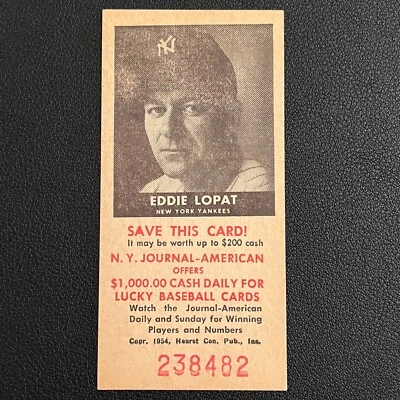 NY
EDDIE LOPAT
NEW YORK YANKEES
SAVE THIS CARD!
It may be worth up to $200 cash
N. Y. JOURNAL-AMERICAN
OFFERS
$1,000.00 CASH DAILY FOR
LUCKY BASEBALL CARDS
Watch the Journal-American
Daily and Sunday for Winning
Players and Numbers
Copr. 1954, Hearst Con. Pub., Inc.
238482